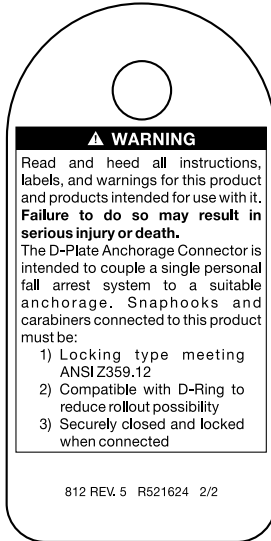 ⚠ WARNING
Read and heed all instructions,
labels, and warnings for this product
and products intended for use with it.
Failure to do so may result in
serious injury or death.
The D-Plate Anchorage Connector is
intended to couple a single personal
fall arrest system to a suitable
anchorage. Snaphooks and
carabiners connected to this product
must be:
1) Locking type meeting
ANSI Z359.12
2) Compatible with D-Ring to
reduce rollout possibility
3) Securely closed and locked
when connected
812 REV. 5 R521624 2/2